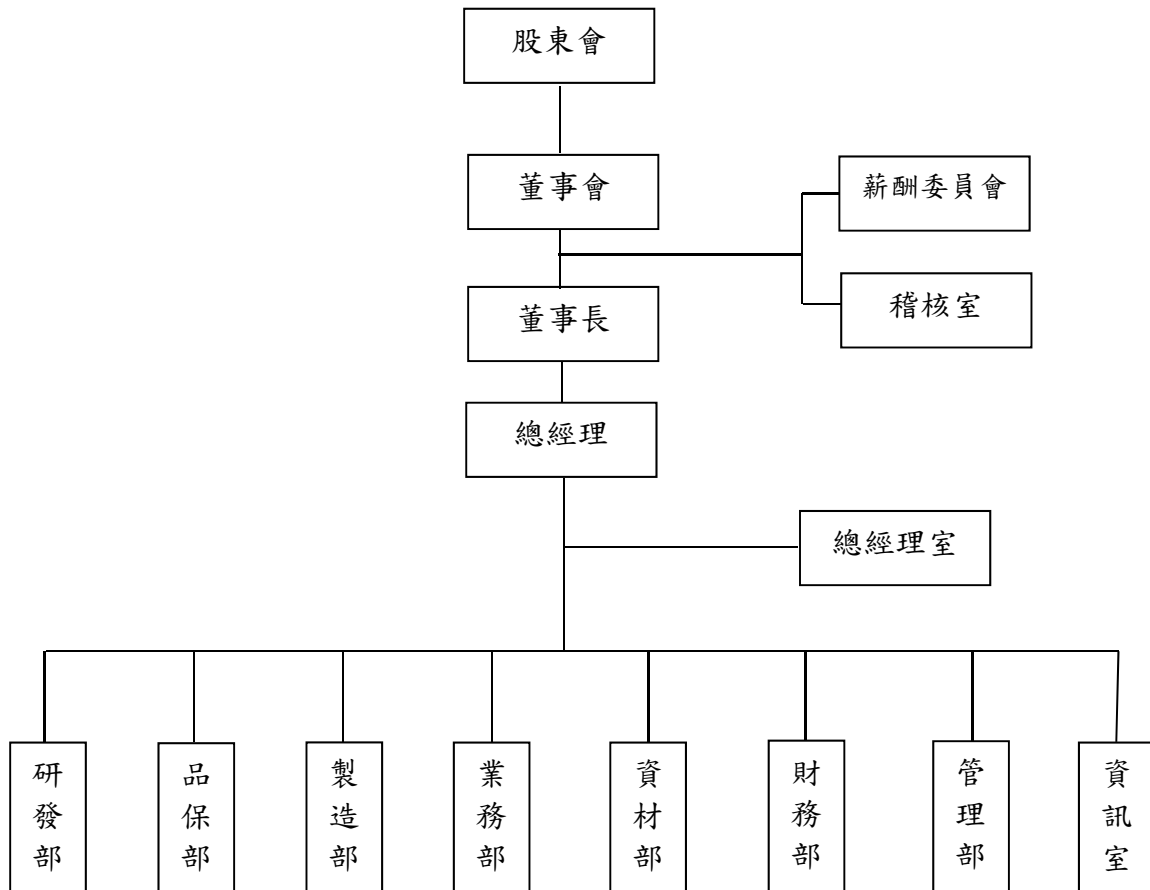 股東會
董事會
薪酬委員會
稽核室
董事長
總經理
總經理室
研發部
品保部
製造部
業務部
資材部
財務部
管理部
資訊室